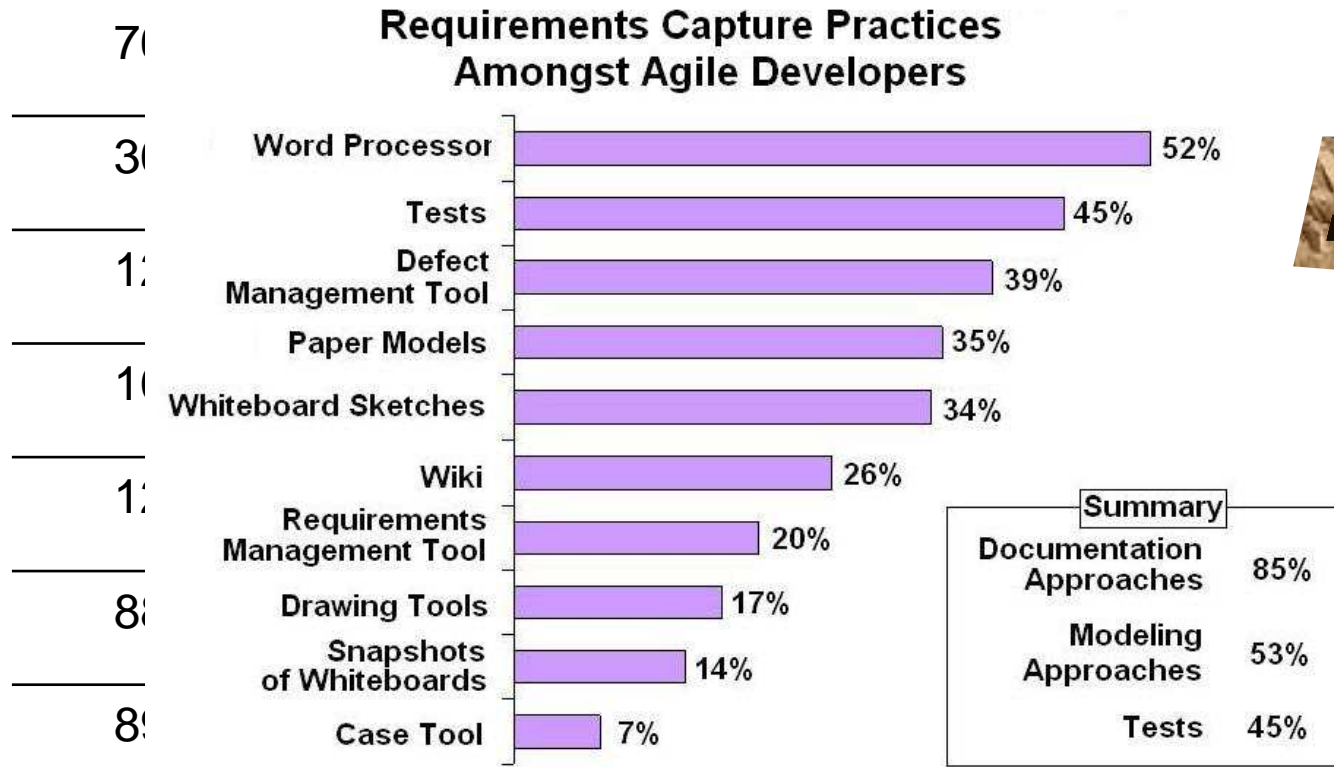 Requirements Capture Practices
Amongst Agile Developers
Word Processor
52%
Tests
45%
Defect
Management Tool
39%
Paper Models
35%
Whiteboard Sketches
34%
Wiki
26%
Requirements
Management Tool
20%
Drawing Tools
17%
Snapshots
of Whiteboards
14%
Case Tool
7%
Summary
Documentation
Approaches
85%
Modeling
Approaches
53%
Tests
45%